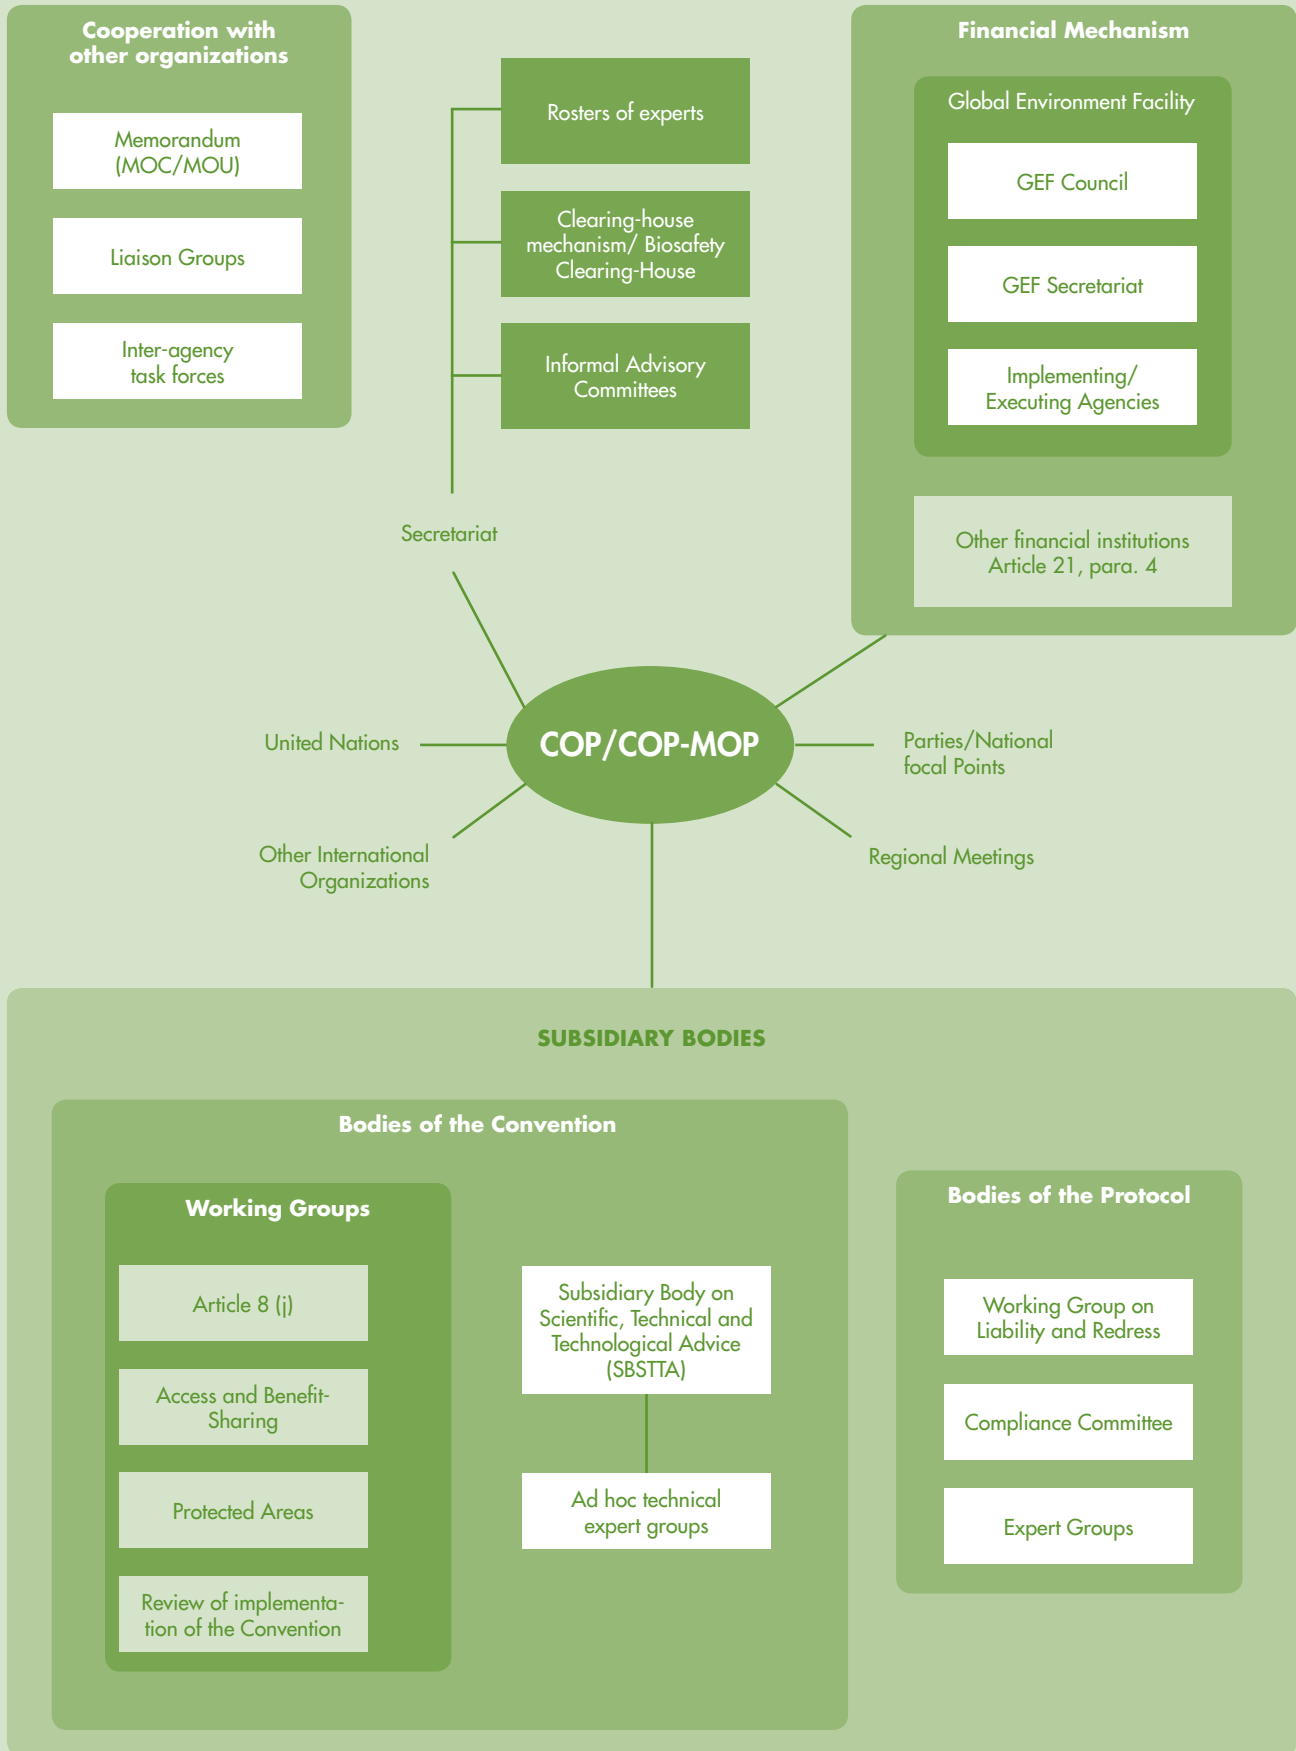 Cooperation with
other organizations
Memorandum
(MOC/MOU)
Liaison Groups
Inter-agency
task forces
Rosters of experts
Clearing-house
mechanism/ Biosafety
Clearing-House
Informal Advisory
Committees
Secretariat
Financial Mechanism
Global Environment Facility
GEF Council
GEF Secretariat
Implementing/
Executing Agencies
Other financial institutions
Article 21, para. 4
United Nations
COP/COP-MOP
Parties/National
focal Points
Other International
Organizations
Regional Meetings
SUBSIDIARY BODIES
Bodies of the Convention
Working Groups
Article 8 (j)
Access and Benefit-
Sharing
Protected Areas
Review of implementa-
tion of the Convention
Subsidiary Body on
Scientific, Technical and
Technological Advice
(SBSTTA)
Ad hoc technical
expert groups
Bodies of the Protocol
Working Group on
Liability and Redress
Compliance Committee
Expert Groups